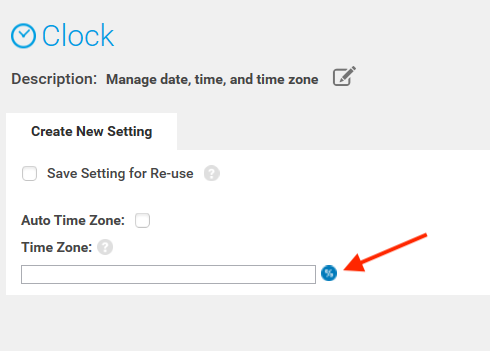 Clock
Description: Manage date, time, and time zone
Create New Setting
Save Setting for Re-use ?
Auto Time Zone:
Time Zone: ?
%